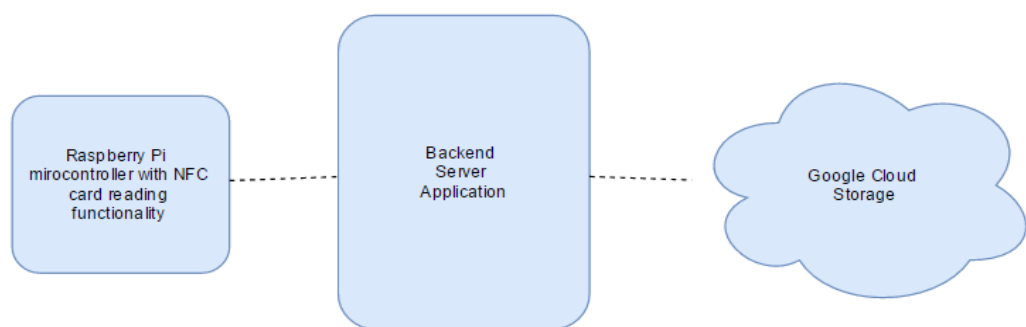 Raspberry Pi
mirocontroller with NFC
card reading
functionality
Backend
Server
Application
Google Cloud
Storage